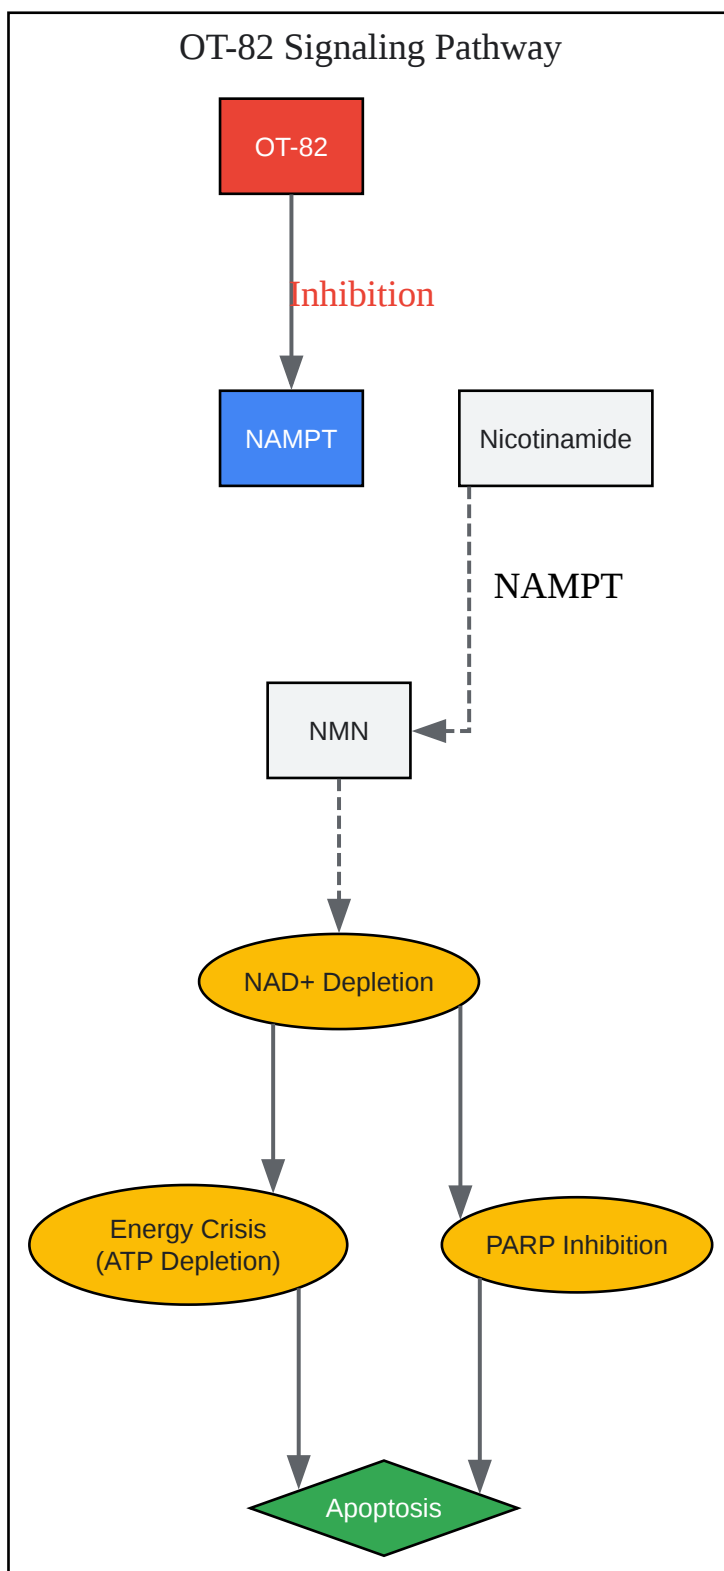 OT-82 Signaling Pathway
OT-82
Inhibition
NAMPT
Nicotinamide
NAMPT
NMN
NAD+ Depletion
Energy Crisis
(ATP Depletion)
PARP Inhibition
Apoptosis